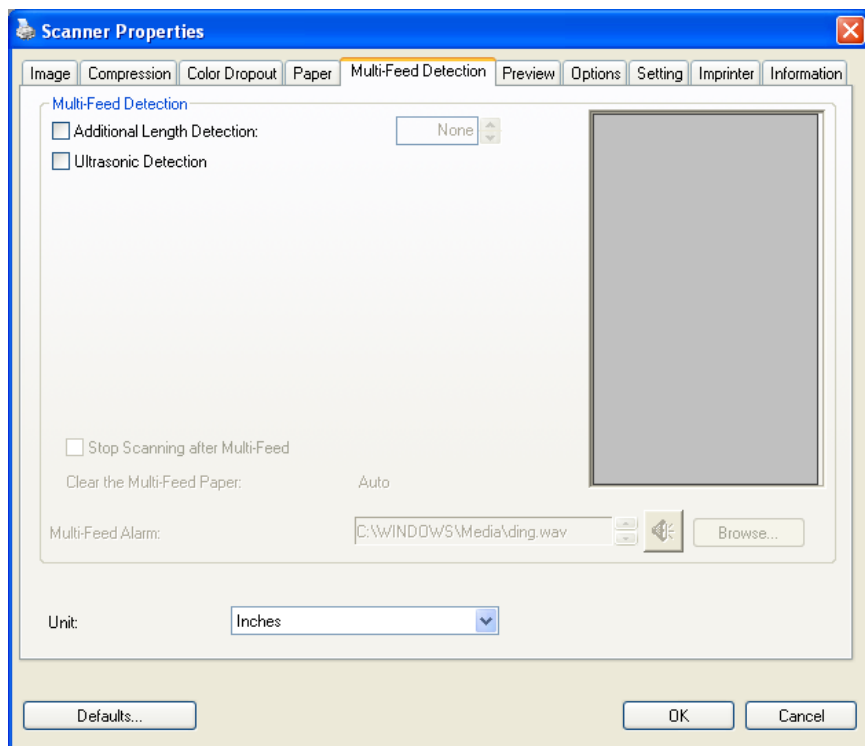 Scanner Properties
Image Compression Color Dropout Paper Multi-Feed Detection Preview Options Setting Imprinter Information
Multi-Feed Detection
Additional Length Detection: None
Ultrasonic Detection
Stop Scanning after Multi-Feed
Clear the Multi-Feed Paper: Auto
Multi-Feed Alarm: C:\WINDOWS\Media\ding.wav Browse...
Unit: Inches
Defaults... OK Cancel